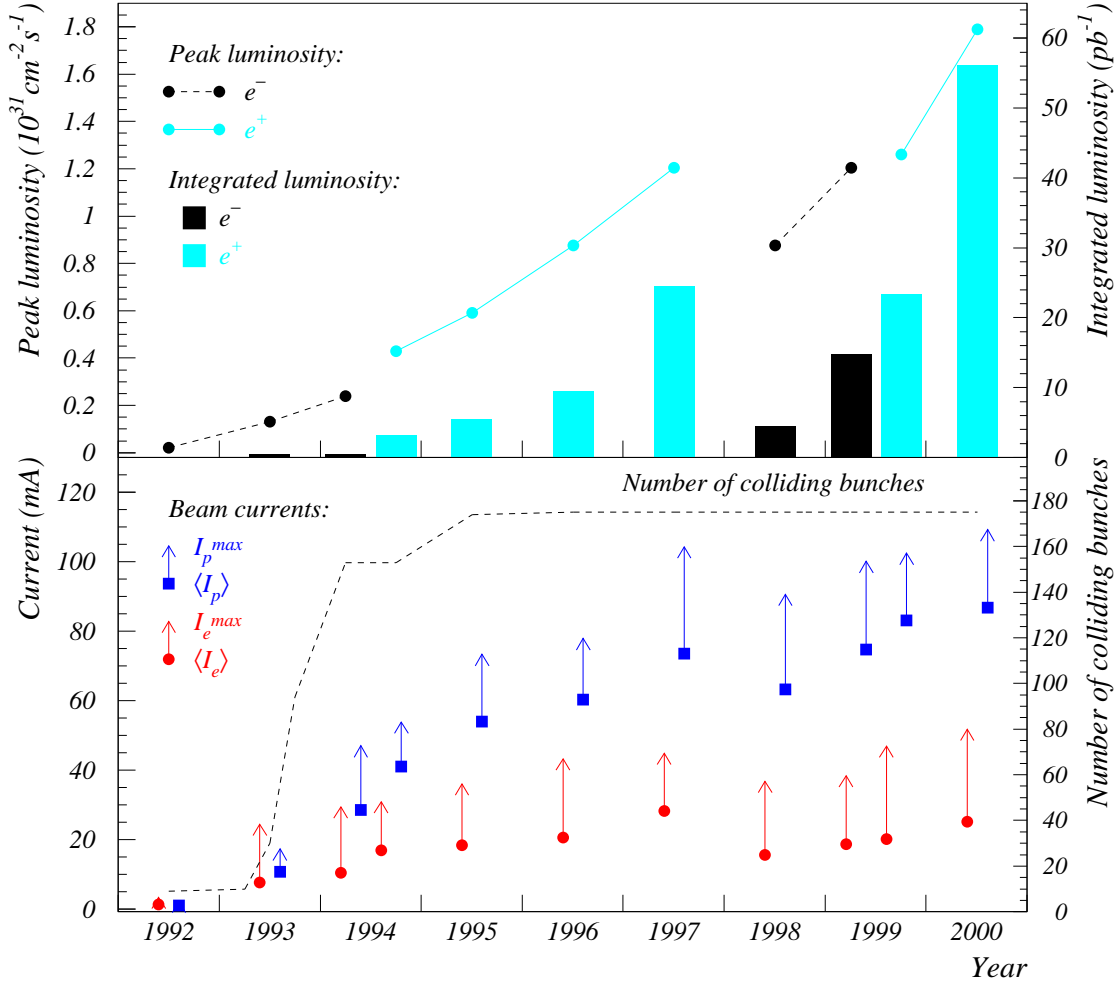 Peak luminosity (10^31 cm^-2 s^-1)
1.8
1.6
1.4
1.2
1
0.8
0.6
0.4
0.2
0
Peak luminosity:
e^−
e^+
Integrated luminosity:
e^−
e^+
60
50
40
30
20
10
0
Integrated luminosity (pb^-1)
Current (mA)
120
100
80
60
40
20
0
Number of colliding bunches
Beam currents:
I_p^max
⟨I_p⟩
I_e^max
⟨I_e⟩
180
160
140
120
100
80
60
40
20
0
Number of colliding bunches
1992 1993 1994 1995 1996 1997 1998 1999 2000
Year